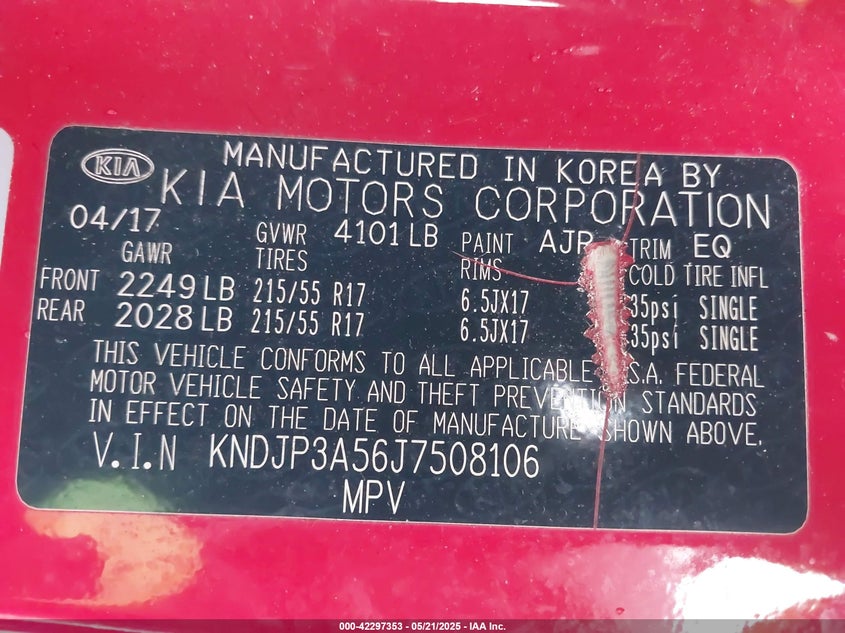 KIA
MANUFACTURED IN KOREA BY
KIA MOTORS CORPORATION
04/17 GVWR 4101 LB PAINT AJR TRIM EQ
GAWR TIRES RIMS COLD TIRE INFL
FRONT 2249 LB 215/55 R17 6.5JX17 35psi SINGLE
REAR 2028 LB 215/55 R17 6.5JX17 35psi SINGLE
THIS VEHICLE CONFORMS TO ALL APPLICABLE .S.A. FEDERAL
MOTOR VEHICLE SAFETY AND THEFT PREVENTION STANDARDS
IN EFFECT ON THE DATE OF MANUFACTURE SHOWN ABOVE.
V.I.N KNDJP3A56J7508106
MPV
000-42297353 - 05/21/2025 - IAA Inc.